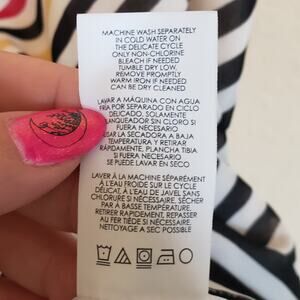 MACHINE WASH SEPARATELY
IN COLD WATER ON
THE DELICATE CYCLE
ONLY NON-CHLORINE
BLEACH IF NEEDED
TUMBLE DRY LOW,
REMOVE PROMPTLY
WARM IRON IF NEEDED
CAN BE DRY CLEANED
LAVAR A MÁQUINA CON AGUA
FRÍA POR SEPARADO EN CICLO
DELICADO, SOLAMENTE
BLANQUEADOR SIN CLORO SI
FUERA NECESARIO
USAR LA SECADORA A BAJA
TEMPERATURA Y RETIRAR
RÁPIDAMENTE, PLANCHA TIBIA
SI FUERA NECESARIO
SE PUEDE LAVAR EN SECO
LAVER À LA MACHINE SÉPARÉMENT
À L'EAU FROIDE SUR LE CYCLE
DÉLICAT, EAU DE JAVEL SANS
CHLORURE SI NÉCESSAIRE, SÉCHER
PAR À BASSE TEMPÉRATURE,
RETIRER RAPIDEMENT, REPASSER
AU FER TIÈDE SI NÉCESSAIRE,
NETTOYAGE A SEC POSSIBLE